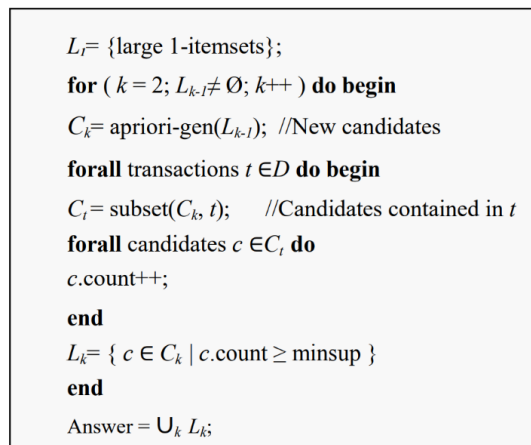 L₁= {large 1-itemsets};
for ( k = 2; Lₖ₋₁≠ Ø; k++ ) do begin
Cₖ= apriori-gen(Lₖ₋₁); //New candidates
forall transactions t ∈D do begin
Cₜ= subset(Cₖ, t); //Candidates contained in t
forall candidates c ∈Cₜ do
c.count++;
end
Lₖ= { c ∈ Cₖ | c.count ≥ minsup }
end
Answer = ∪ₖ Lₖ;